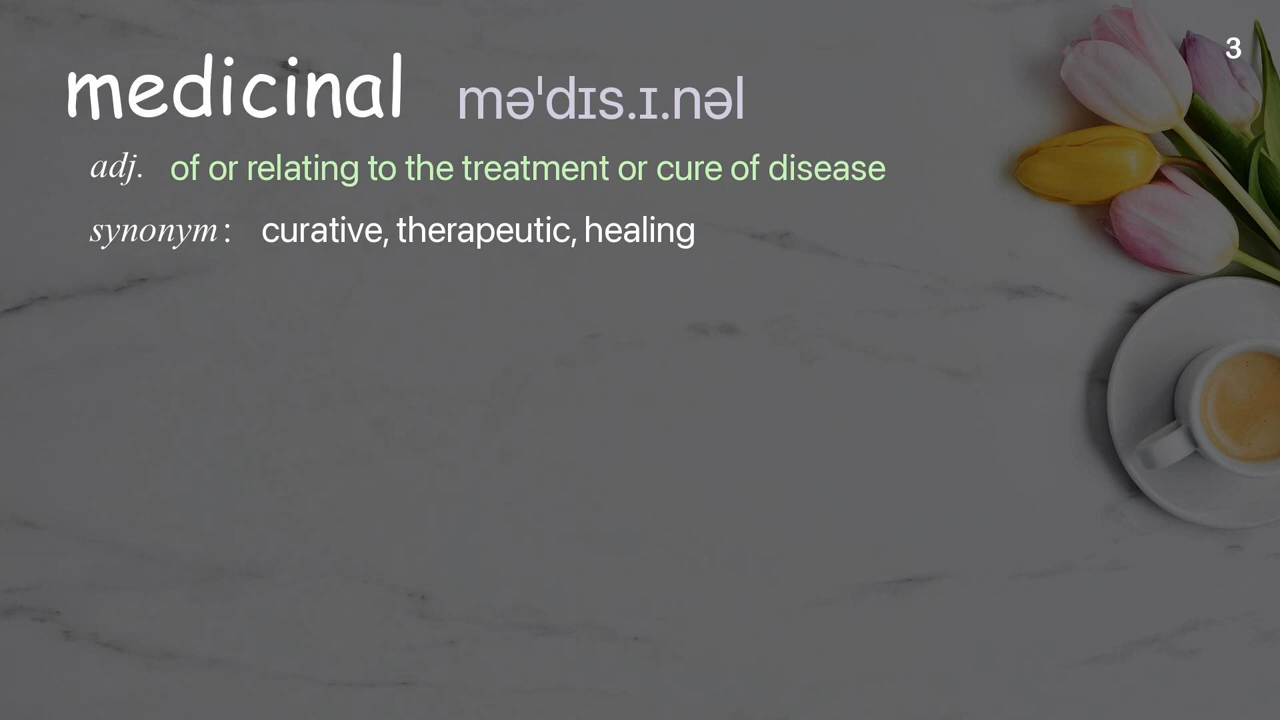 3
medicinal məˈdɪs.ɪ.nəl
adj. of or relating to the treatment or cure of disease
synonym: curative, therapeutic, healing